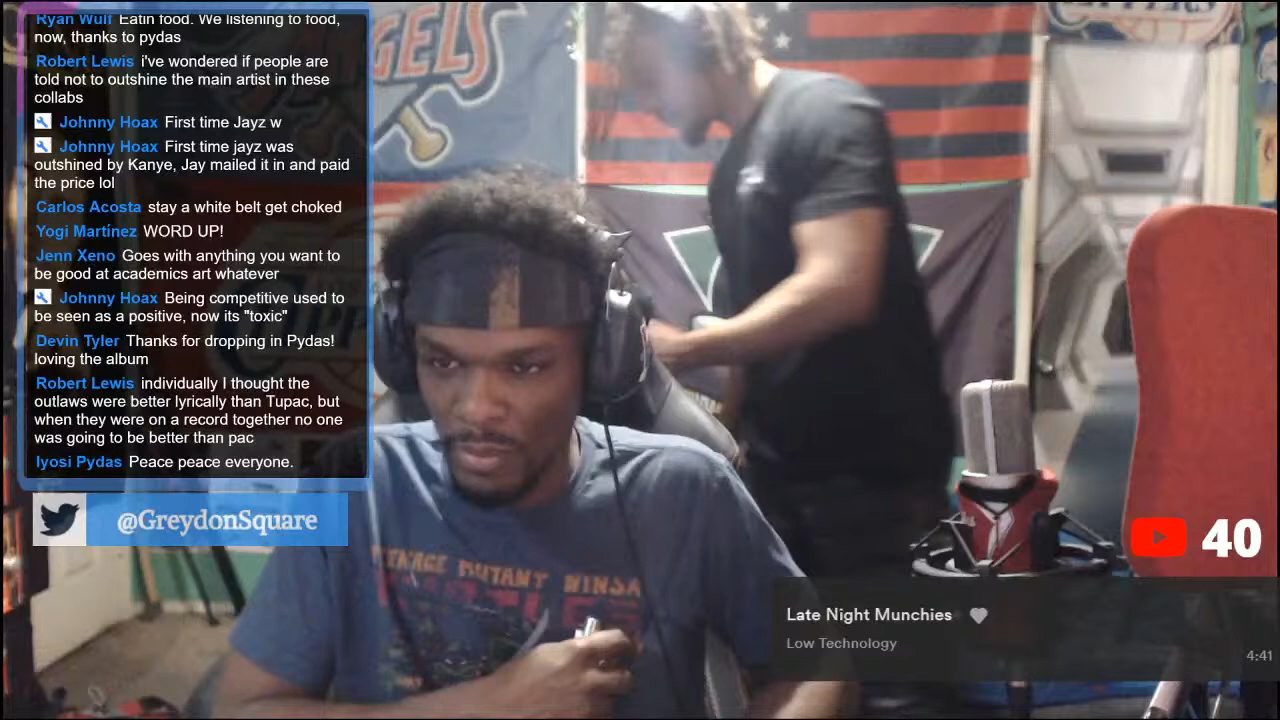 Ryan Wulf Eatin food. We listening to food,
now, thanks to pydas
Robert Lewis i've wondered if people are
told not to outshine the main artist in these
collabs
Johnny Hoax First time Jayz w
Johnny Hoax First time jayz was
outshined by Kanye, Jay mailed it in and paid
the price lol
Carlos Acosta stay a white belt get choked
Yogi Martínez WORD UP!
Jenn Xeno Goes with anything you want to
be good at academics art whatever
Johnny Hoax Being competitive used to
be seen as a positive, now its "toxic"
Devin Tyler Thanks for dropping in Pydas!
loving the album
Robert Lewis individually I thought the
outlaws were better lyrically than Tupac, but
when they were on a record together no one
was going to be better than pac
Iyosi Pydas Peace peace everyone.
@GreydonSquare
40
Late Night Munchies
Low Technology
4:41
MUTANT NINJA